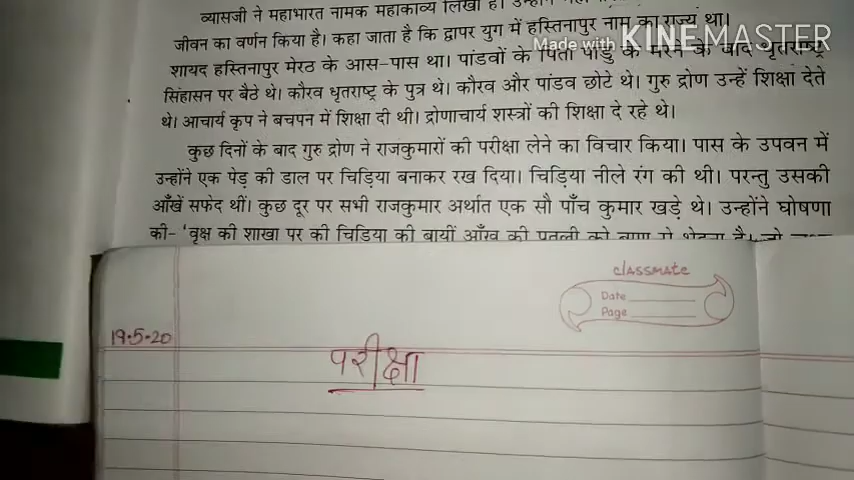 व्यासजी ने महाभारत नामक महाकाव्य लिखा है।
जीवन का वर्णन किया है। कहा जाता है कि द्वापर युग में हस्तिनापुर नाम का राज्य था।
Made with KINEMASTER
शायद हस्तिनापुर मेरठ के आस-पास था। पांडवों के पिता पांडु के मरने के बाद धृतराष्ट्र
सिंहासन पर बैठे थे। कौरव धृतराष्ट्र के पुत्र थे। कौरव और पांडव छोटे थे। गुरु द्रोण उन्हें शिक्षा देते
थे। आचार्य कृप ने बचपन में शिक्षा दी थी। द्रोणाचार्य शस्त्रों की शिक्षा दे रहे थे।
कुछ दिनों के बाद गुरु द्रोण ने राजकुमारों की परीक्षा लेने का विचार किया। पास के उपवन में
उन्होंने एक पेड़ की डाल पर चिड़िया बनाकर रख दिया। चिड़िया नीले रंग की थी। परन्तु उसकी
आँखें सफेद थीं। कुछ दूर पर सभी राजकुमार अर्थात एक सौ पाँच कुमार खड़े थे। उन्होंने घोषणा
की- 'वृक्ष की शाखा पर की चिड़िया की बायीं आँख की पुतली को बाण से भेदना है।
classmate
Date
Page
19.5.20
परीक्षा